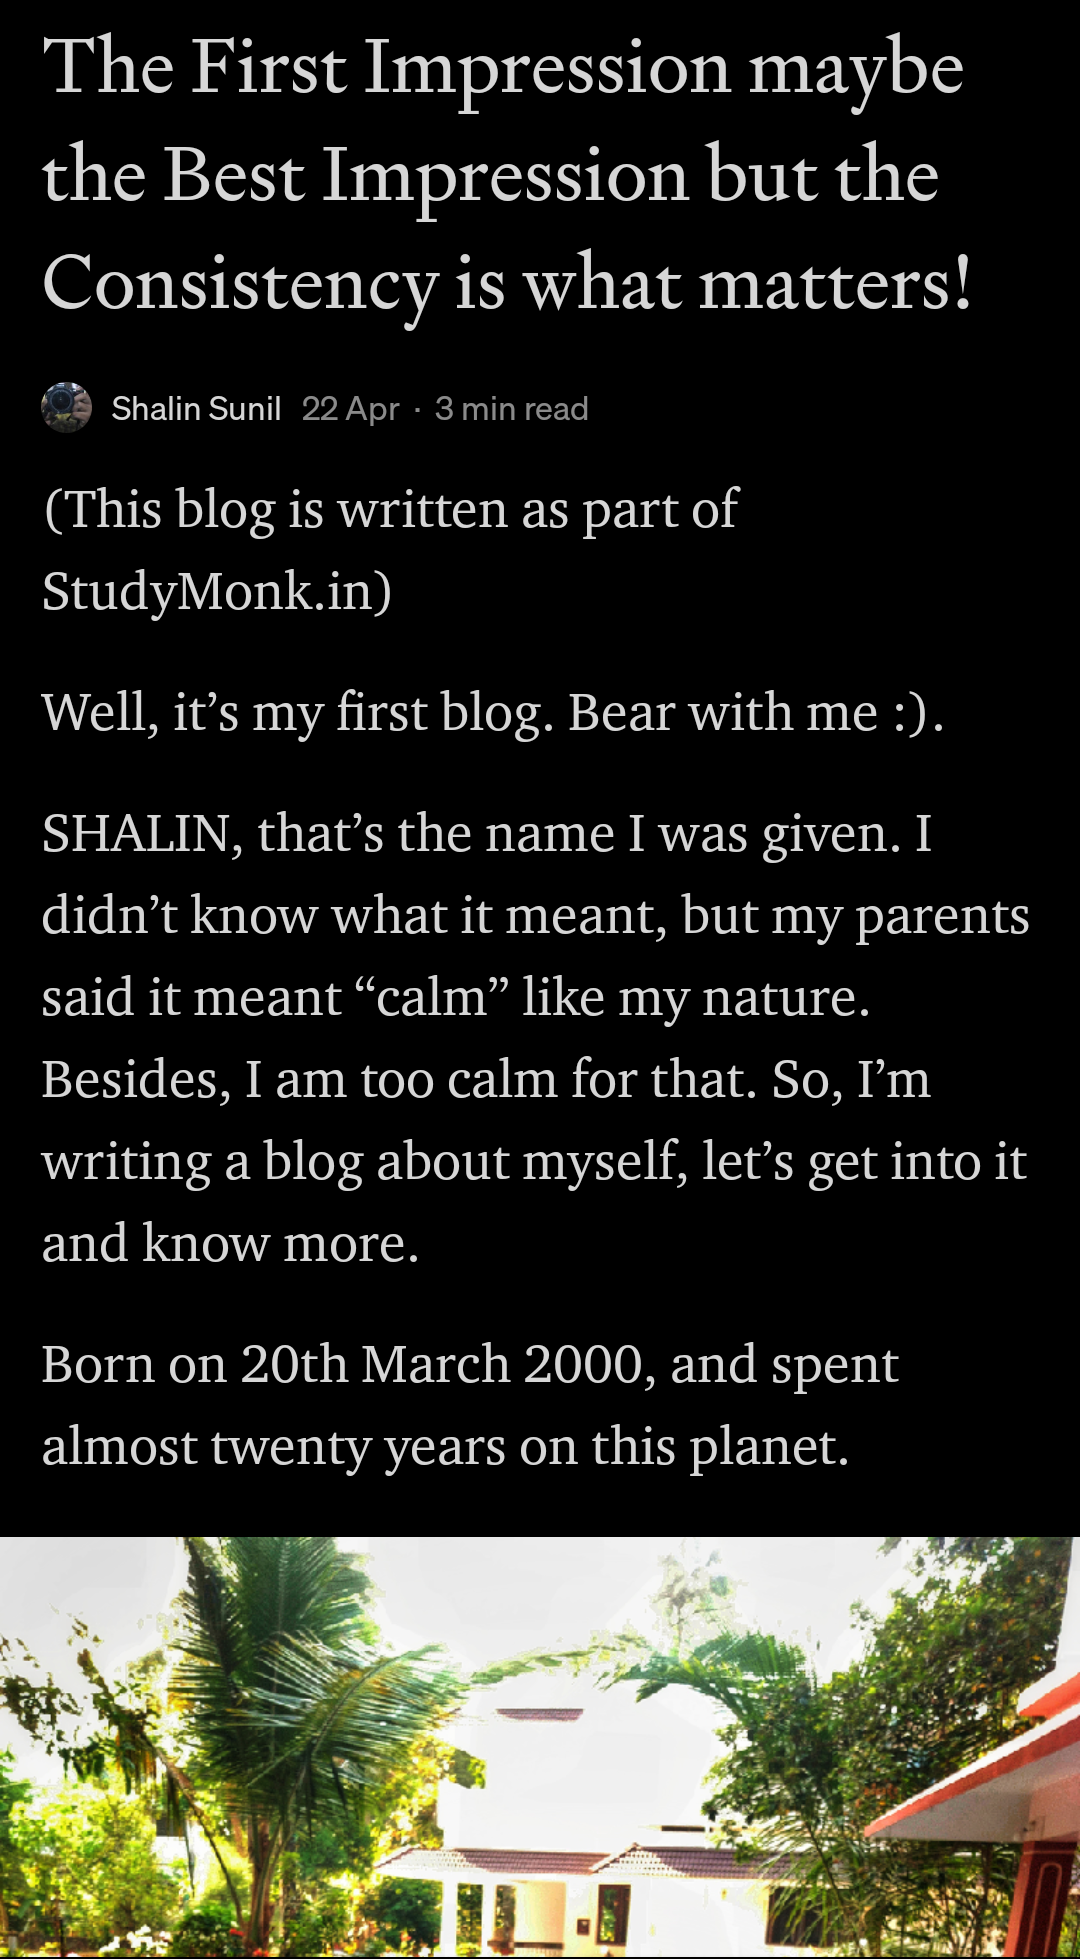 The First Impression maybe
the Best Impression but the
Consistency is what matters!
Shalin Sunil 22 Apr · 3 min read
(This blog is written as part of
StudyMonk.in)
Well, it’s my first blog. Bear with me :).
SHALIN, that’s the name I was given. I
didn’t know what it meant, but my parents
said it meant “calm” like my nature.
Besides, I am too calm for that. So, I’m
writing a blog about myself, let’s get into it
and know more.
Born on 20th March 2000, and spent
almost twenty years on this planet.